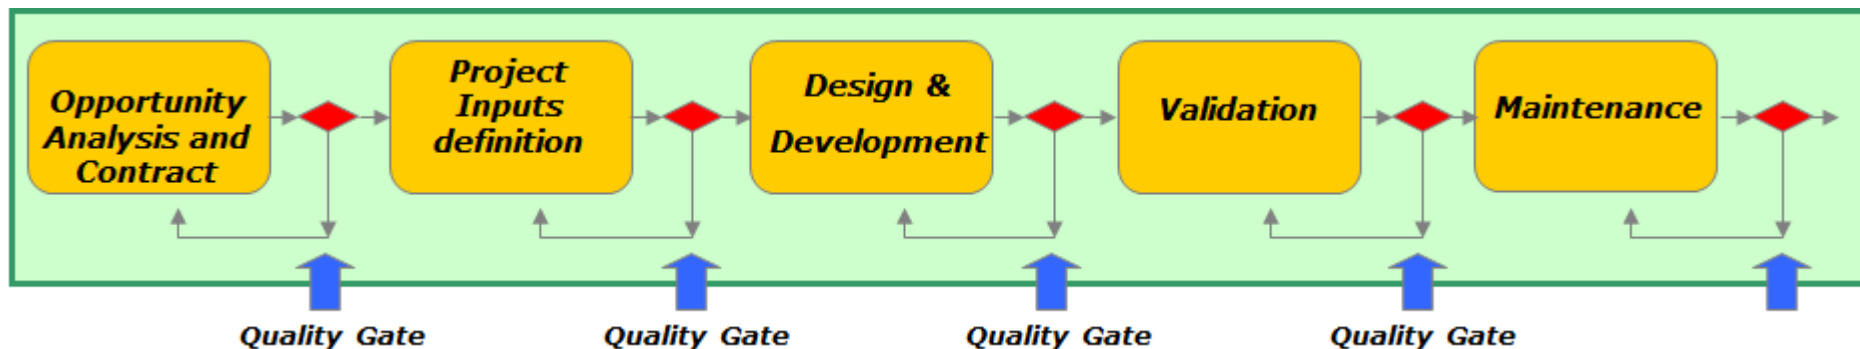 Opportunity
Analysis and
Contract
Project
Inputs
definition
Design &
Development
Validation
Maintenance
Quality Gate
Quality Gate
Quality Gate
Quality Gate